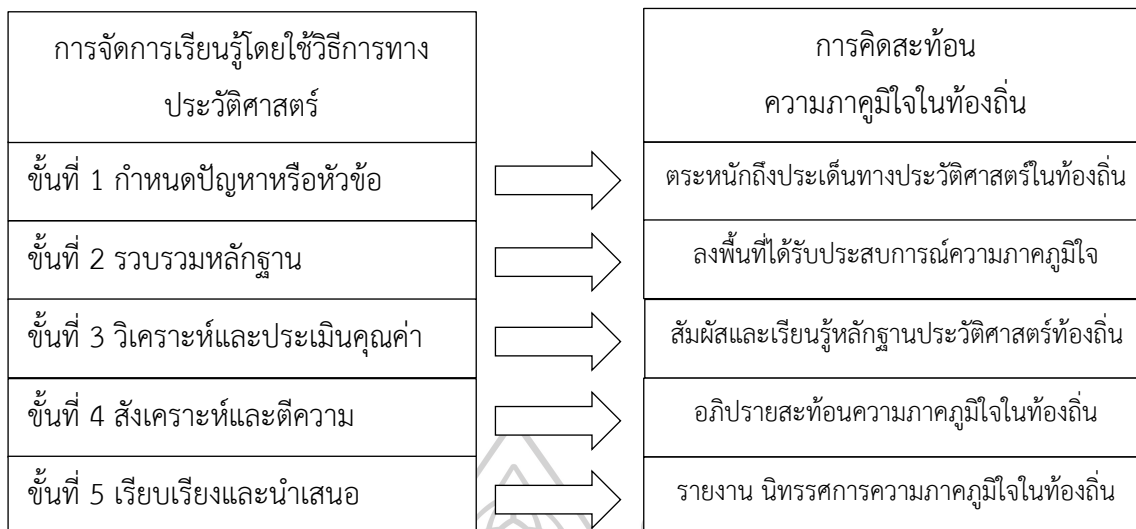 การจัดการเรียนรู้โดยใช้วิธีการทาง
ประวัติศาสตร์
การคิดสะท้อน
ความภาคูมิใจในท้องถิ่น
ขั้นที่ 1 กำหนดปัญหาหรือหัวข้อ
ตระหนักถึงประเด็นทางประวัติศาสตร์ในท้องถิ่น
ขั้นที่ 2 รวบรวมหลักฐาน
ลงพื้นที่ได้รับประสบการณ์ความภาคภูมิใจ
ขั้นที่ 3 วิเคราะห์และประเมินคุณค่า
สัมผัสและเรียนรู้หลักฐานประวัติศาสตร์ท้องถิ่น
ขั้นที่ 4 สังเคราะห์และตีความ
อภิปรายสะท้อนความภาคภูมิใจในท้องถิ่น
ขั้นที่ 5 เรียบเรียงและนำเสนอ
รายงาน นิทรรศการความภาคภูมิใจในท้องถิ่น